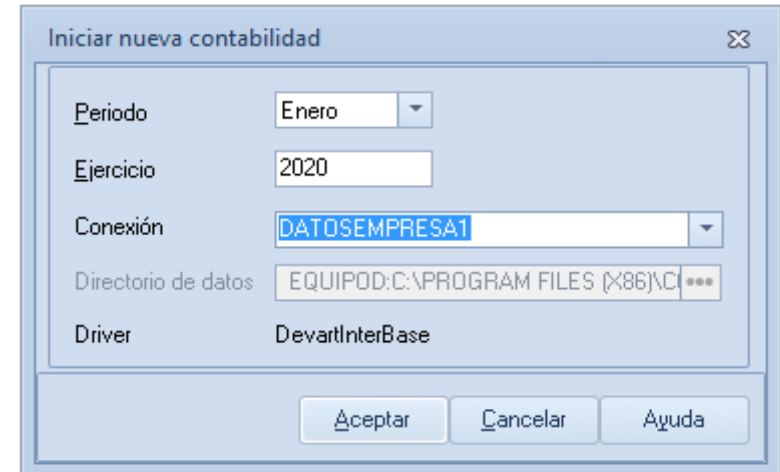 Iniciar nueva contabilidad
Periodo Enero
Ejercicio 2020
Conexión DATOSEMPRESA1
Directorio de datos EQUIPOD:C:\PROGRAM FILES (X86)\
Driver DevartInterBase
Aceptar Cancelar Ayuda